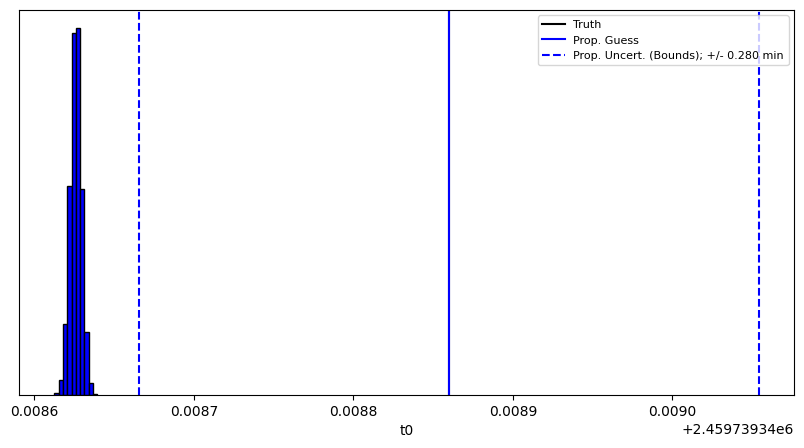 Truth
Prop. Guess
Prop. Uncert. (Bounds); +/- 0.280 min
0.0086 0.0087 0.0088 0.0089 0.0090
t0
+2.45973934e6